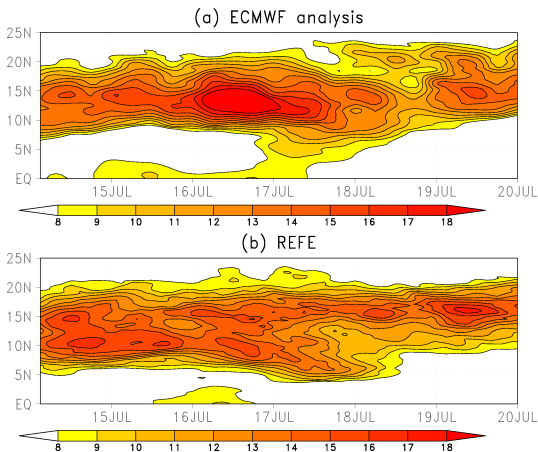 (a) ECMWF analysis
25N
20N
15N
10N
5N
EQ
15JUL 16JUL 17JUL 18JUL 19JUL 20JUL
8 9 10 11 12 13 14 15 16 17 18
(b) REFE
25N
20N
15N
10N
5N
EQ
15JUL 16JUL 17JUL 18JUL 19JUL 20JUL
8 9 10 11 12 13 14 15 16 17 18